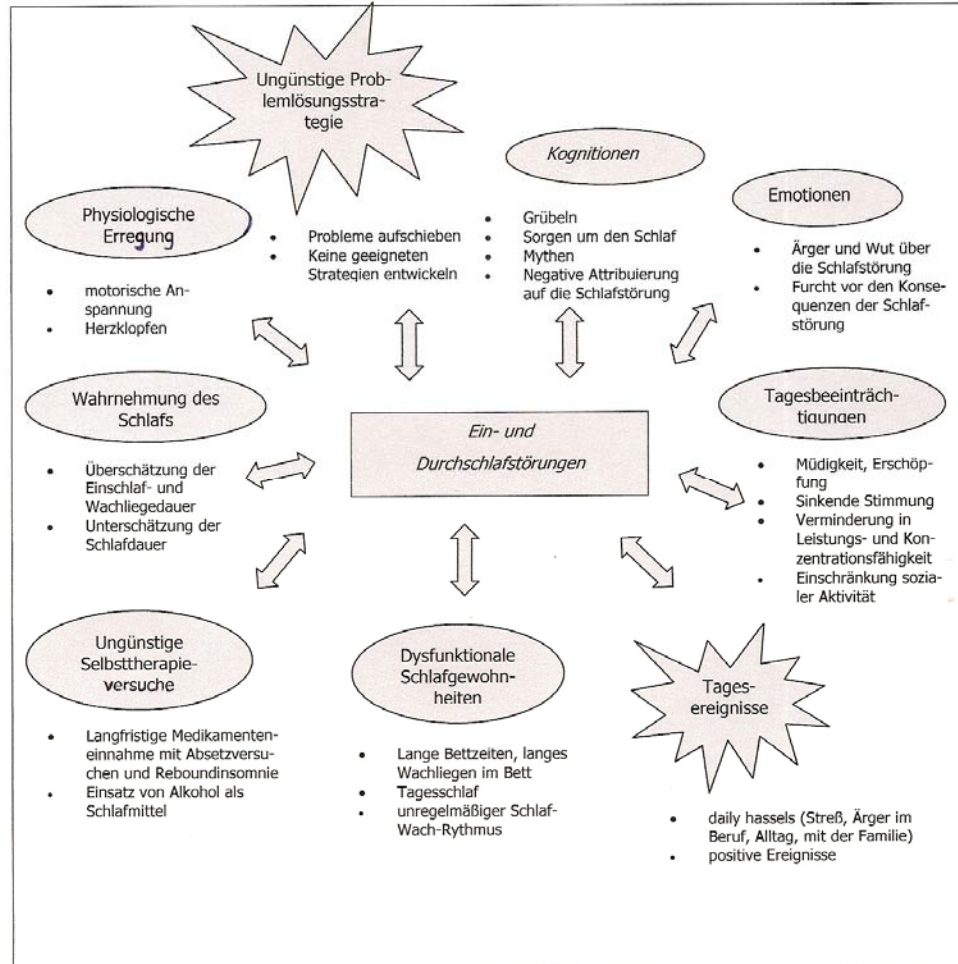 Ungünstige Prob-
lemlösungsstra-
tegie
Kognitionen
Emotionen
Physiologische
Erregung
• Probleme aufschieben
• Keine geeigneten
Strategien entwickeln
• Grübeln
• Sorgen um den Schlaf
• Mythen
• Negative Attribuierung
auf die Schlafstörung
• Ärger und Wut über
die Schlafstörung
• Furcht vor den Konse-
quenzen der Schlaf-
störung
• motorische An-
spannung
• Herzklopfen
Wahrnehmung des
Schlafs
Ein- und
Durchschlafstörungen
Tagesbeeinträch-
tigungen
• Überschätzung der
Einschlaf- und
Wachliegedauer
• Unterschätzung der
Schlafdauer
• Müdigkeit, Erschöp-
fung
• Sinkende Stimmung
• Verminderung in
Leistungs- und Kon-
zentrationsfähigkeit
• Einschränkung sozia-
ler Aktivität
Ungünstige
Selbsttherapie-
versuche
Dysfunktionale
Schlafgewohn-
heiten
Tages-
ereignisse
• Langfristige Medikamenten-
einnahme mit Absetzversu-
chen und Reboundinsomnie
• Einsatz von Alkohol als
Schlafmittel
• Lange Bettzeiten, langes
Wachliegen im Bett
• Tagesschlaf
• unregelmäßiger Schlaf-
Wach-Rythmus
• daily hassels (Streß, Ärger im
Beruf, Alltag, mit der Familie)
• positive Ereignisse